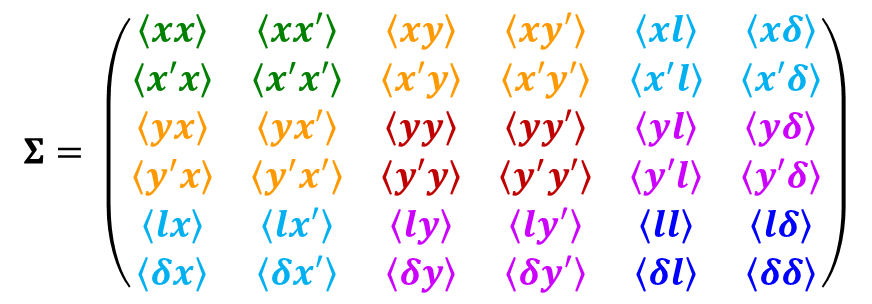 ⟨xx⟩ ⟨xx′⟩ ⟨xy⟩ ⟨xy′⟩ ⟨xl⟩ ⟨xδ⟩
⟨x′x⟩ ⟨x′x′⟩ ⟨x′y⟩ ⟨x′y′⟩ ⟨x′l⟩ ⟨x′δ⟩
⟨yx⟩ ⟨yx′⟩ ⟨yy⟩ ⟨yy′⟩ ⟨yl⟩ ⟨yδ⟩
Σ =
⟨y′x⟩ ⟨y′x′⟩ ⟨y′y⟩ ⟨y′y′⟩ ⟨y′l⟩ ⟨y′δ⟩
⟨lx⟩ ⟨lx′⟩ ⟨ly⟩ ⟨ly′⟩ ⟨ll⟩ ⟨lδ⟩
⟨δx⟩ ⟨δx′⟩ ⟨δy⟩ ⟨δy′⟩ ⟨δl⟩ ⟨δδ⟩